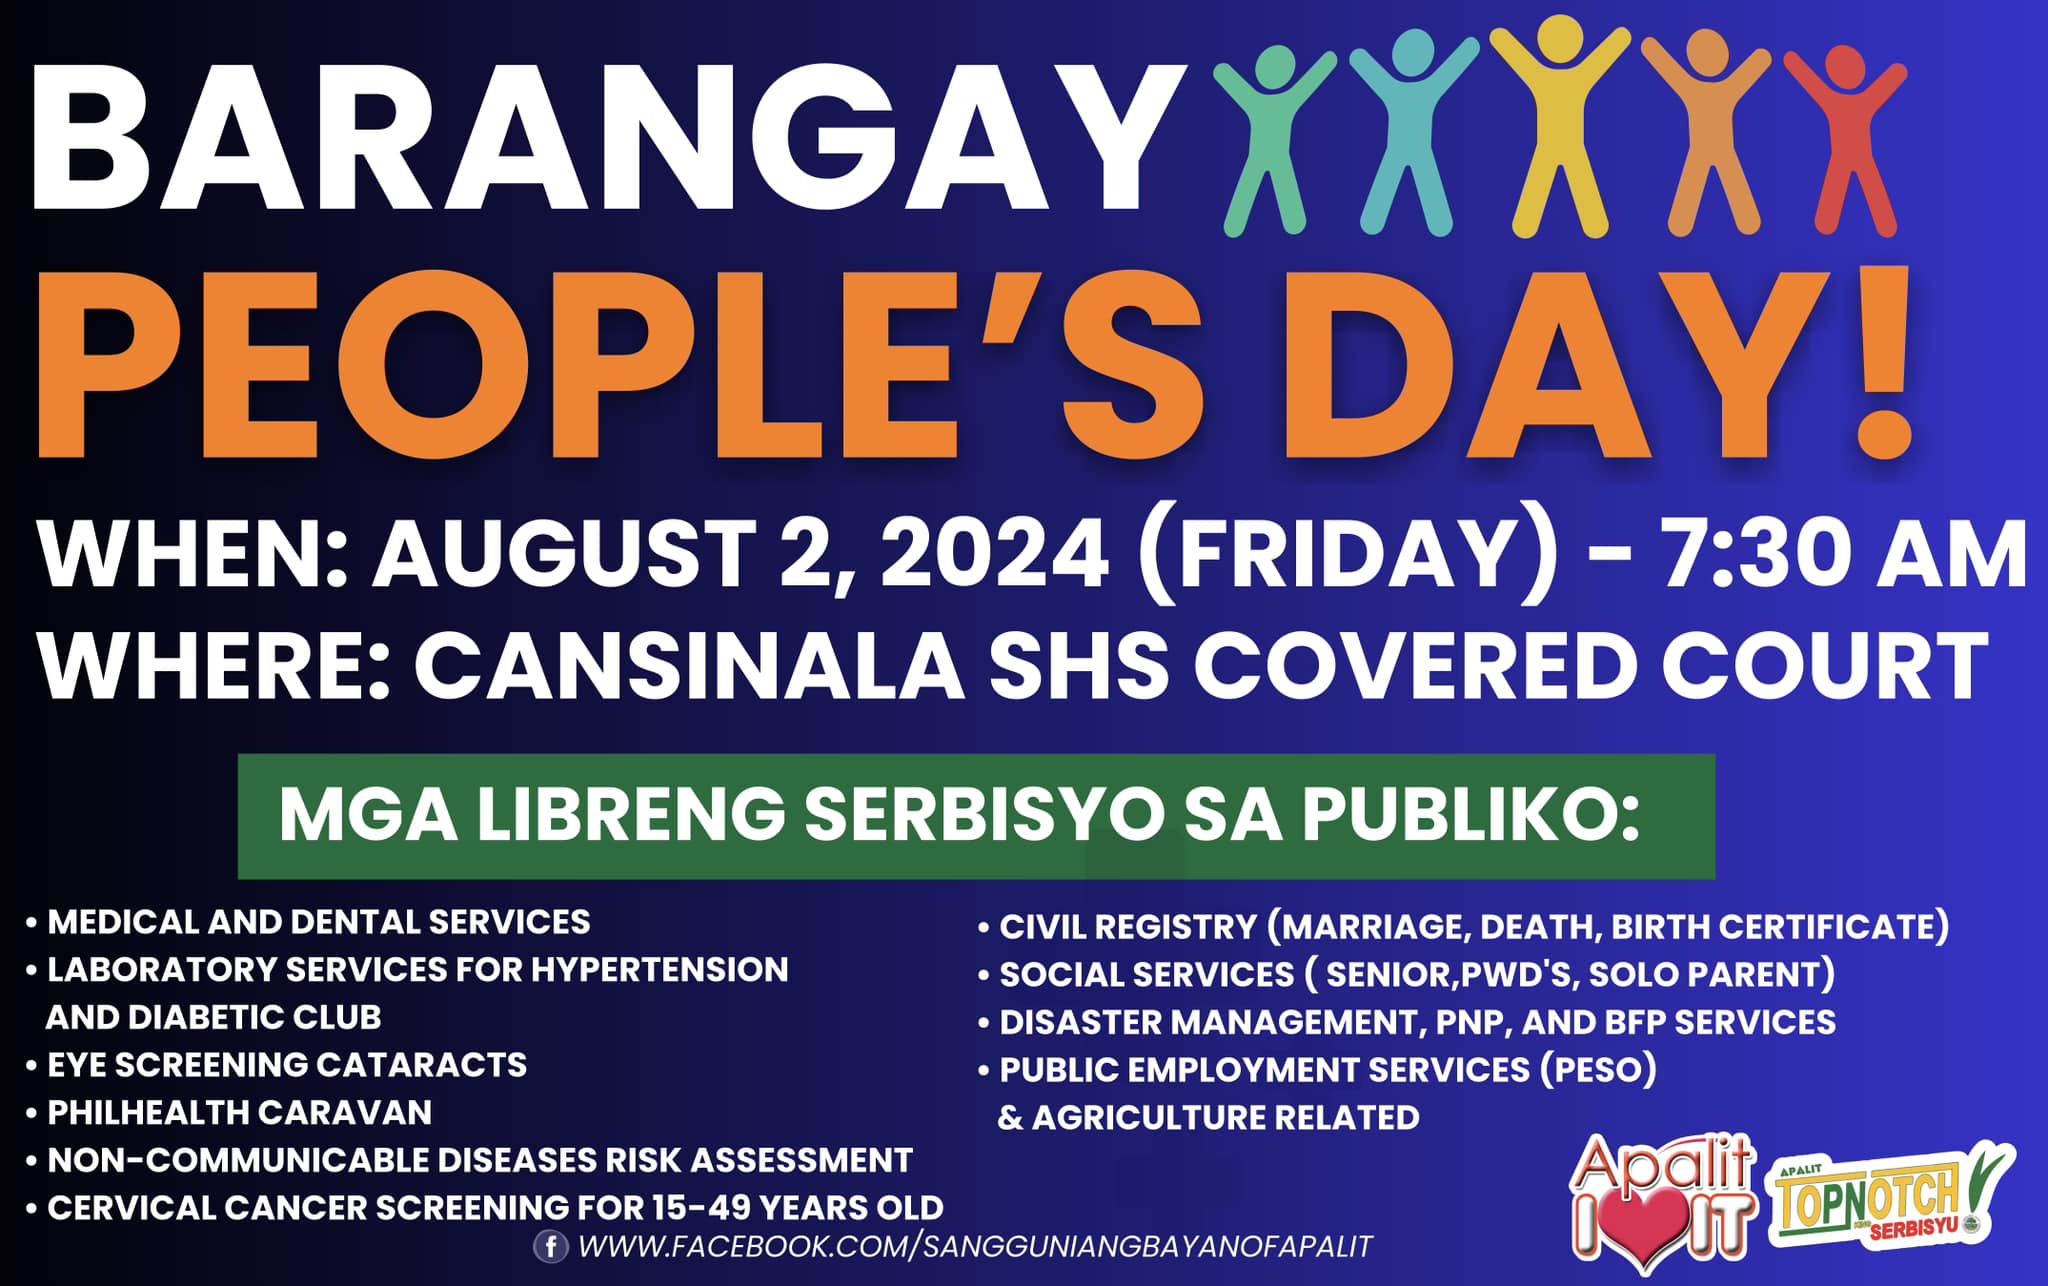 BARANGAY
PEOPLE'S DAY!
WHEN: AUGUST 2, 2024 (FRIDAY) - 7:30 AM
WHERE: CANSINALA SHS COVERED COURT
MGA LIBRENG SERBISYO SA PUBLIKO:
• MEDICAL AND DENTAL SERVICES
• LABORATORY SERVICES FOR HYPERTENSION
AND DIABETIC CLUB
• EYE SCREENING CATARACTS
• PHILHEALTH CARAVAN
• NON-COMMUNICABLE DISEASES RISK ASSESSMENT
• CERVICAL CANCER SCREENING FOR 15-49 YEARS OLD
• CIVIL REGISTRY (MARRIAGE, DEATH, BIRTH CERTIFICATE)
• SOCIAL SERVICES ( SENIOR,PWD'S, SOLO PARENT)
• DISASTER MANAGEMENT, PNP, AND BFP SERVICES
• PUBLIC EMPLOYMENT SERVICES (PESO)
& AGRICULTURE RELATED
WWW.FACEBOOK.COM/SANGGUNIANGBAYANOFAPALIT
Apalit
I IT
APALIT
TOPNOTCH
KING SERBISYU